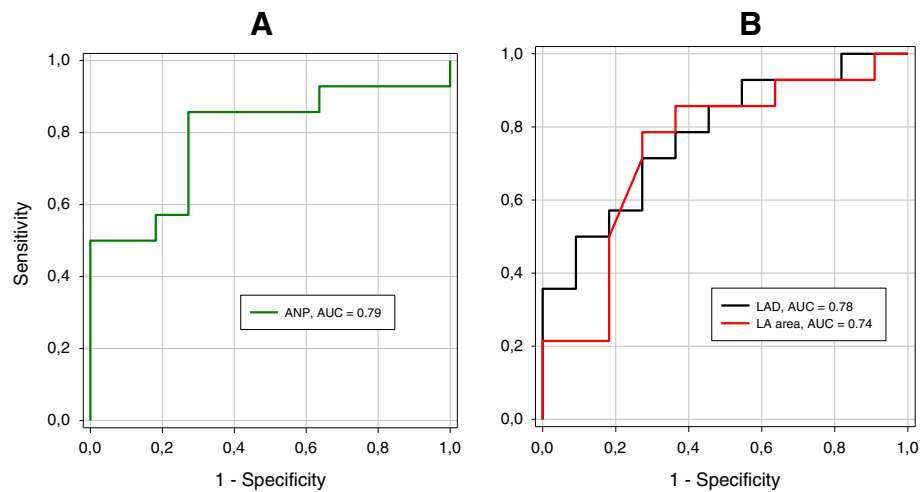 A
1,0
0,8
0,6
0,4
0,2
0,0
Sensitivity
ANP, AUC = 0.79
0,0 0,2 0,4 0,6 0,8 1,0
1 - Specificity
B
1,0
0,8
0,6
0,4
0,2
0,0
LAD, AUC = 0.78
LA area, AUC = 0.74
0,0 0,2 0,4 0,6 0,8 1,0
1 - Specificity